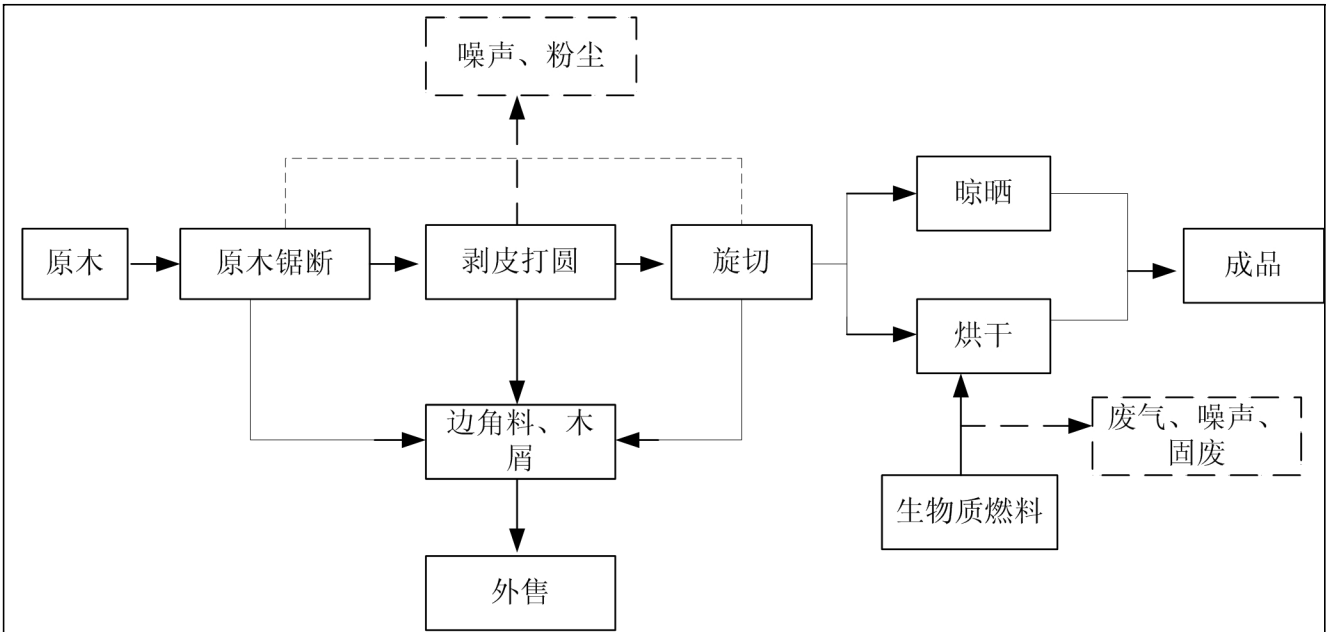 噪声、粉尘
晾晒
原木
原木锯断
剥皮打圆
旋切
成品
烘干
边角料、木
屑
废气、噪声、
固废
生物质燃料
外售